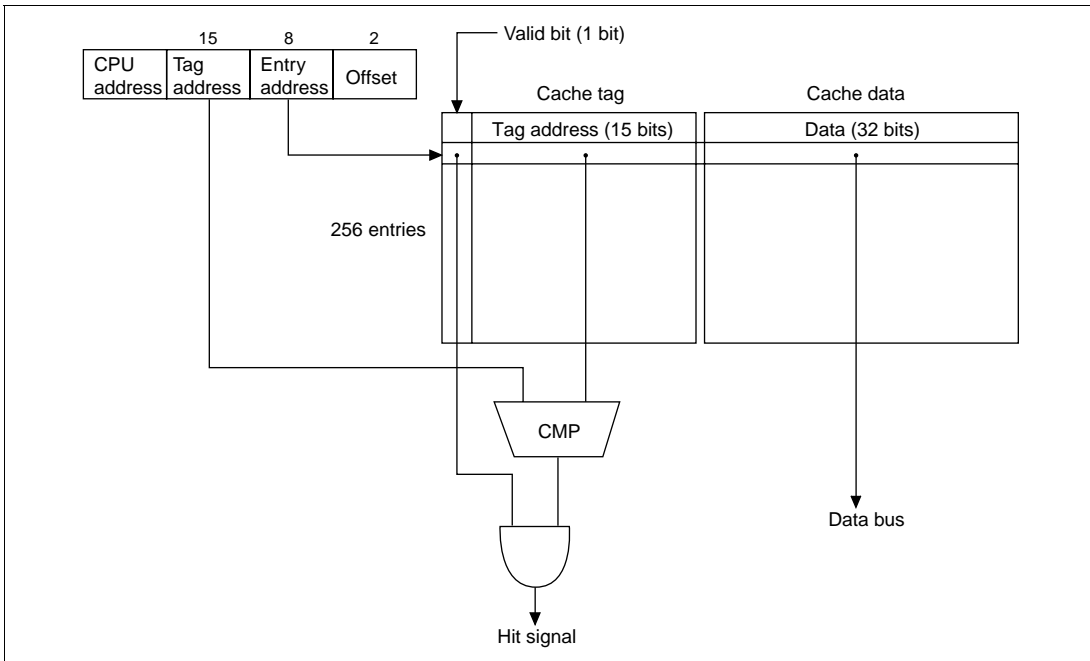 Valid bit (1 bit)
15 8 2
CPU address
Tag address
Entry address
Offset
Cache tag
Cache data
Tag address (15 bits)
Data (32 bits)
256 entries
CMP
Data bus
Hit signal